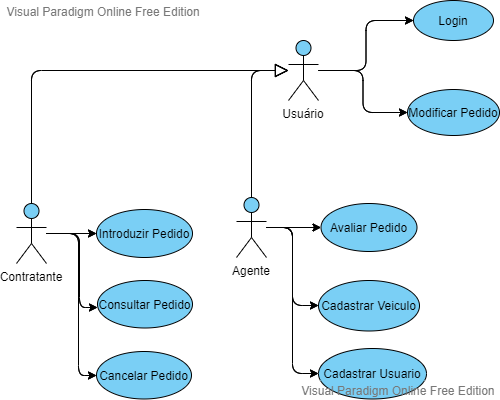 Visual Paradigm Online Free Edition
Login
Usuário
Modificar Pedido
Contratante
Introduzir Pedido
Agente
Avaliar Pedido
Consultar Pedido
Cadastrar Veiculo
Cancelar Pedido
Cadastrar Usuario
Visual Paradigm Online Free Edition